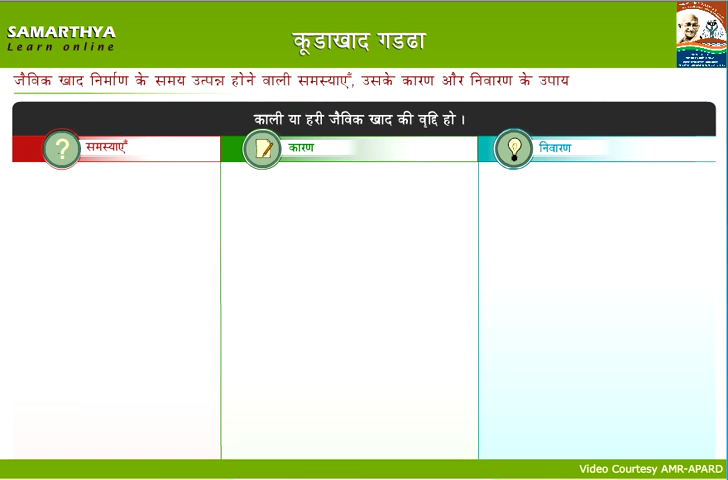 SAMARTHYA
Learn online
कूडाखाद गडढा
जैविक खाद निर्माण के समय उत्पन्न होने वाली समस्याएँ, उसके कारण और निवारण के उपाय
काली या हरी जैविक खाद की वृद्दि हो ।
समस्याएँ
कारण
निवारण
Video Courtesy AMR-APARD